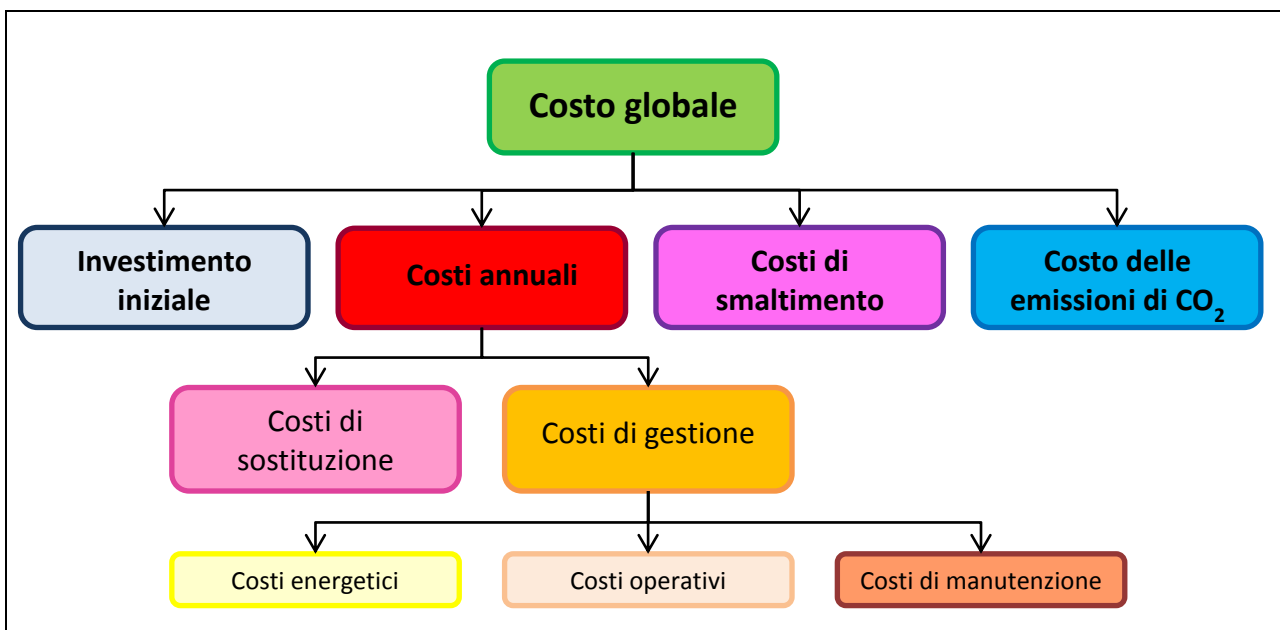 Costo globale
Investimento
iniziale
Costi annuali
Costi di
smaltimento
Costo delle
emissioni di CO₂
Costi di
sostituzione
Costi di gestione
Costi energetici
Costi operativi
Costi di manutenzione